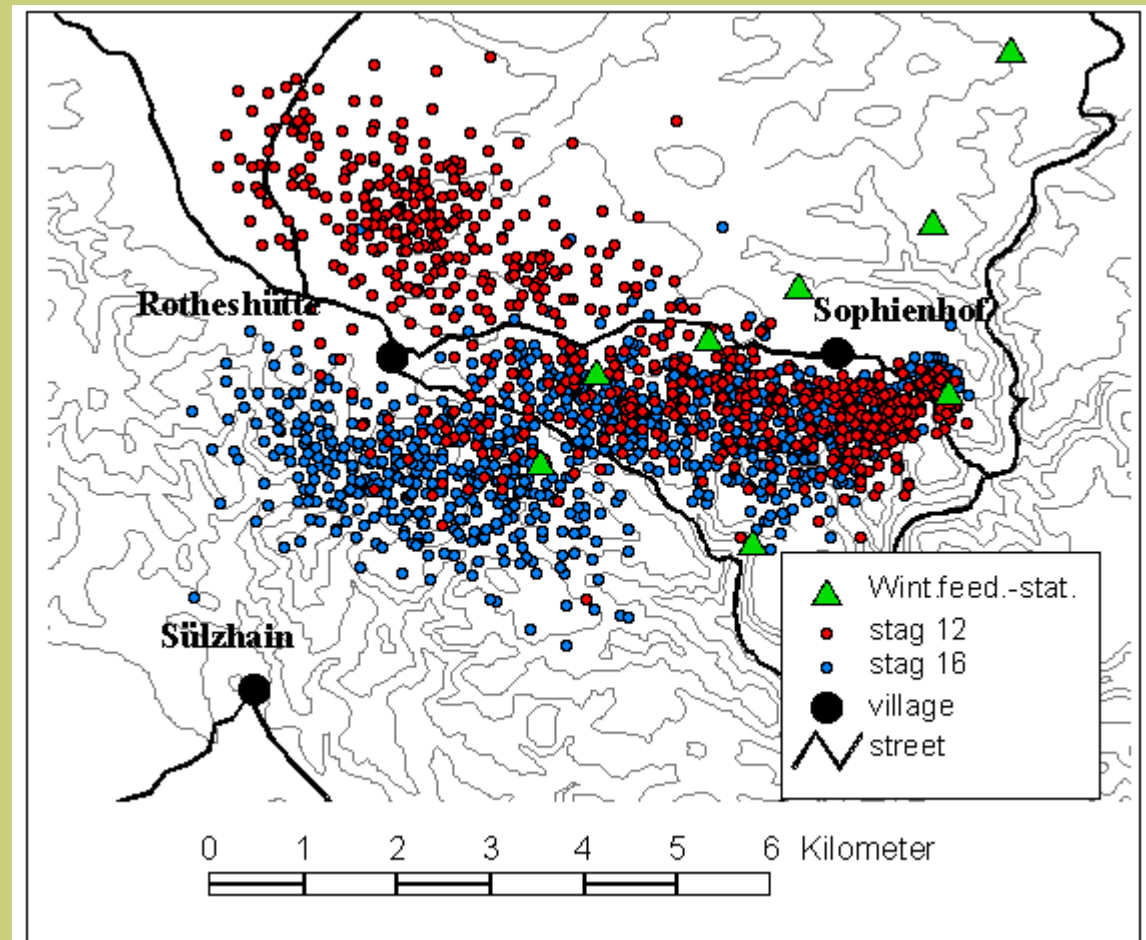 Rotheshütte
Sophienhof
Sülzhain
Wint.feed.-stat.
stag 12
stag 16
village
street
0 1 2 3 4 5 6 Kilometer